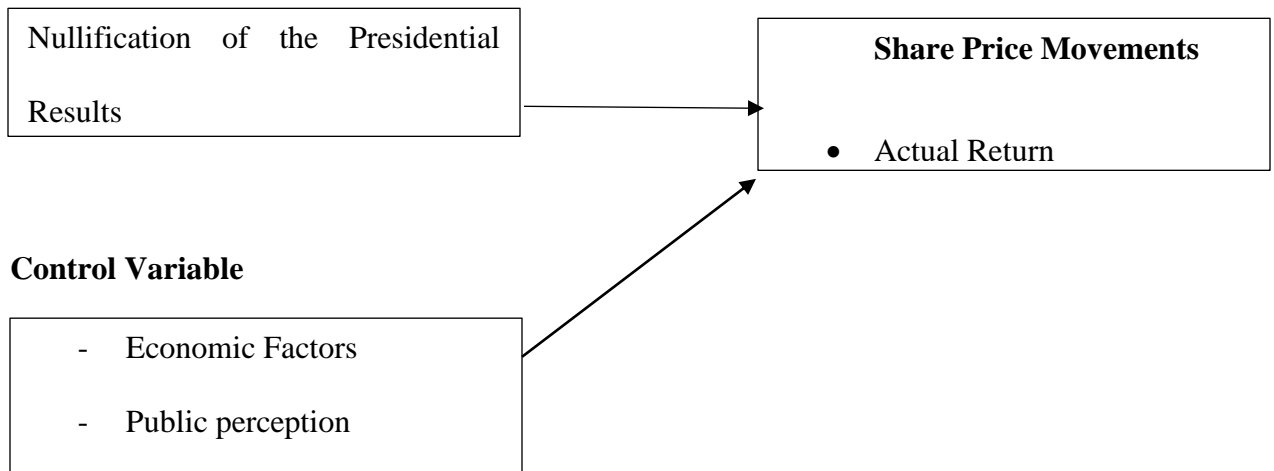 Nullification of the Presidential
Results
Share Price Movements
• Actual Return
Control Variable
- Economic Factors
- Public perception